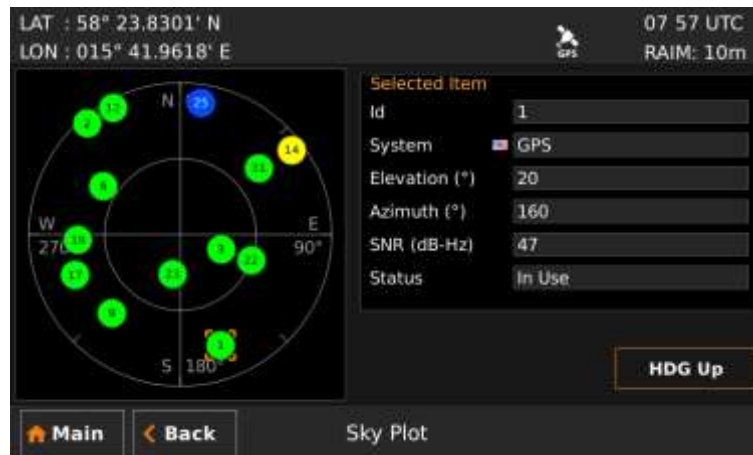 LAT : 58° 23.8301' N
LON : 015° 41.9618' E
GPS
07 57 UTC
RAIM: 10m
N
12
25
2
14
31
6
W
270
19
E
90°
3
22
17
23
9
1
S 180°
Selected Item
Id 1
System GPS
Elevation (°) 20
Azimuth (°) 160
SNR (dB-Hz) 47
Status In Use
HDG Up
Main
Back
Sky Plot